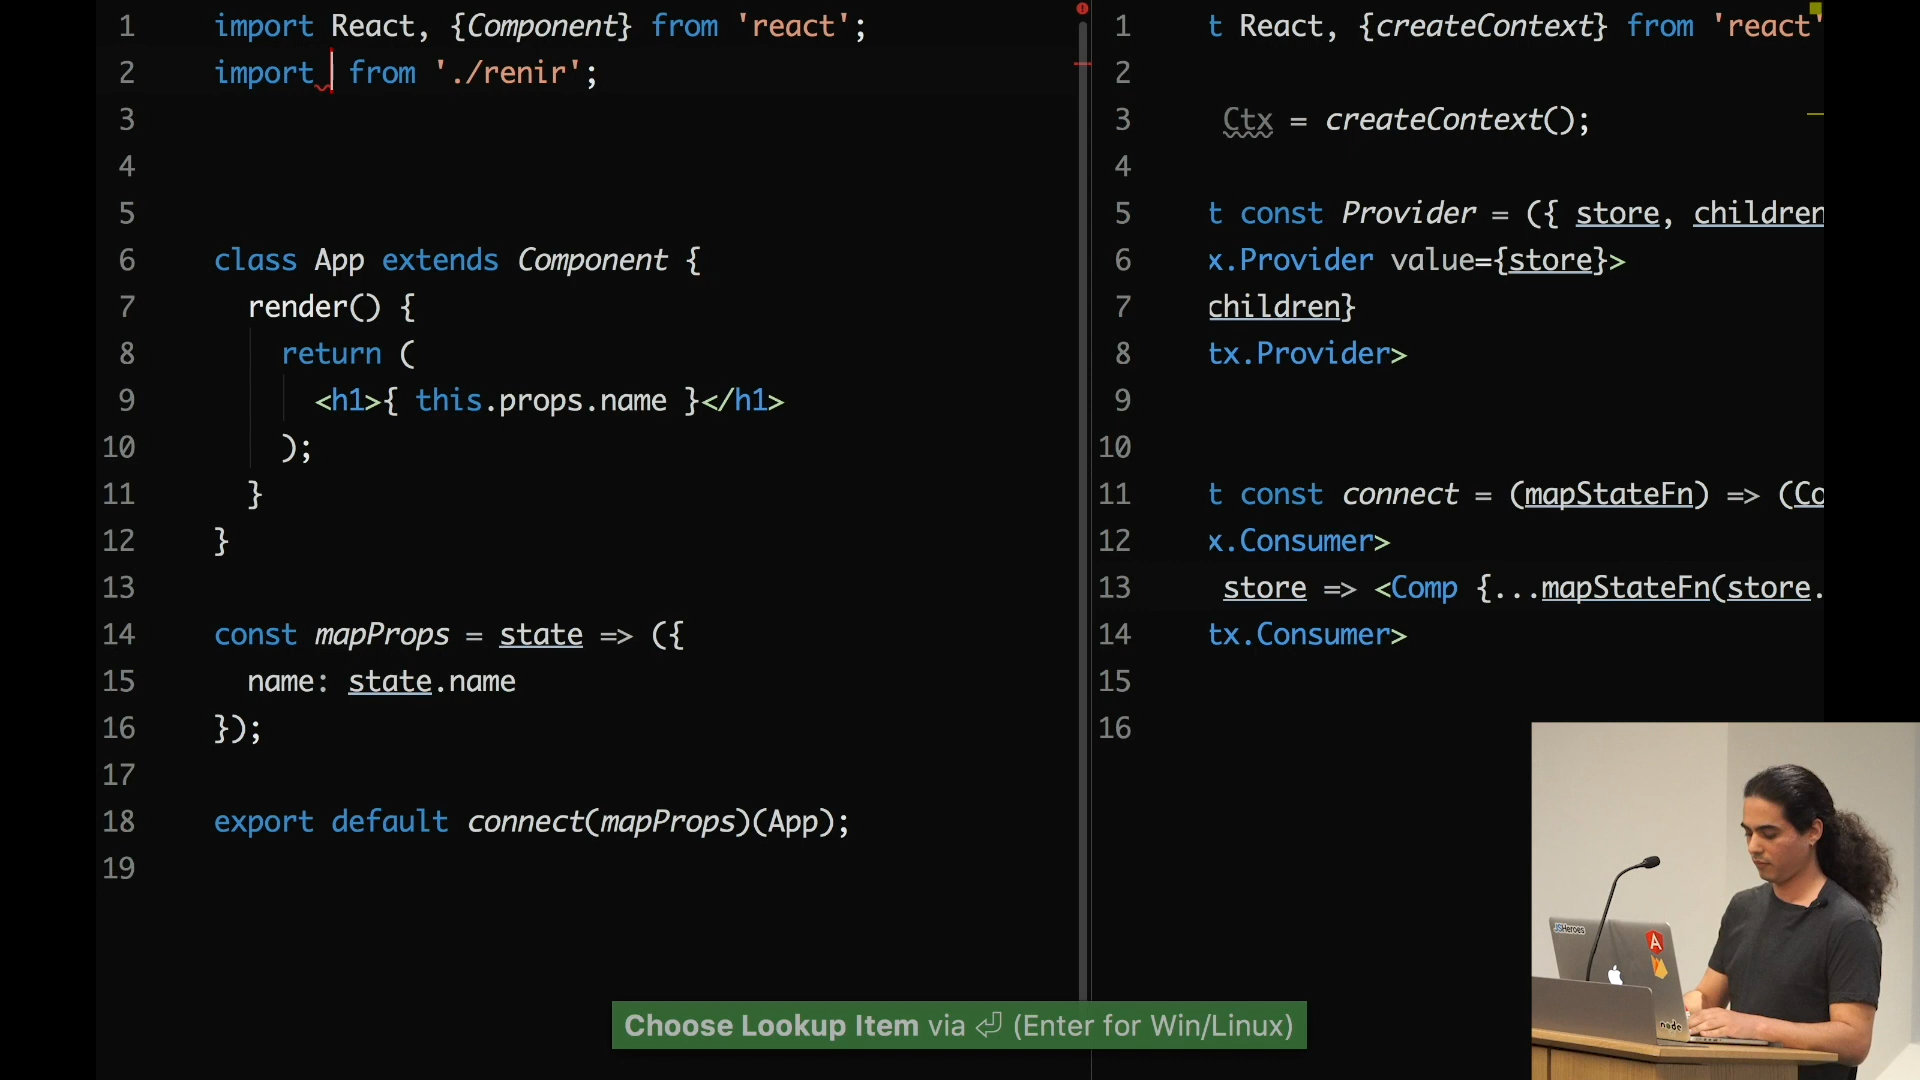 1 import React, {Component} from 'react';
2 import from './renir';
3
4
5
6 class App extends Component {
7 render() {
8 return (
9 <h1>{ this.props.name }</h1>
10 );
11 }
12 }
13
14 const mapProps = state => ({
15 name: state.name
16 });
17
18 export default connect(mapProps)(App);
19
1 t React, {createContext} from 'react'
2
3 Ctx = createContext();
4
5 t const Provider = ({ store, children
6 x.Provider value={store}>
7 children}
8 tx.Provider>
9
10
11 t const connect = (mapStateFn) => (Co
12 x.Consumer>
13 store => <Comp {...mapStateFn(store.
14 tx.Consumer>
15
16
JSHeroes
A
node
Choose Lookup Item via ⏎ (Enter for Win/Linux)